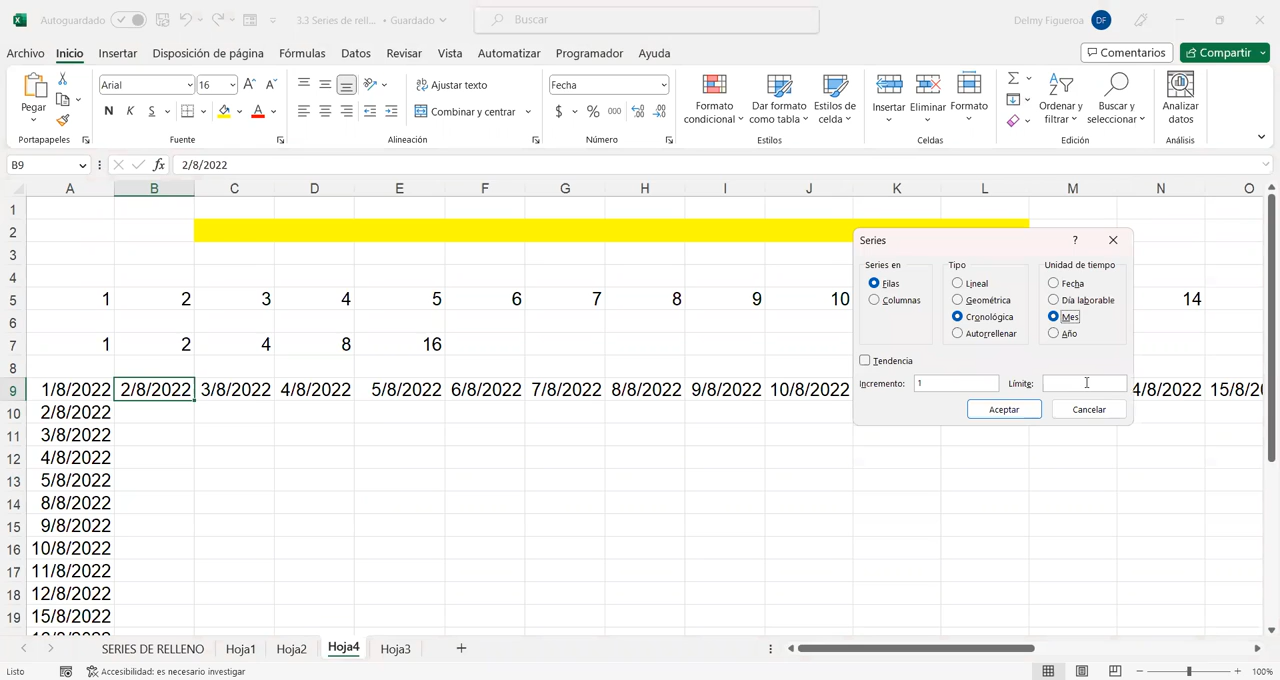 Autoguardado
3.3 Series de rell... • Guardado
Buscar
Delmy Figueroa
DF
Archivo Inicio Insertar Disposición de página Fórmulas Datos Revisar Vista Automatizar Programador Ayuda
Comentarios
Compartir
Pegar
Portapapeles
Arial
16
N K S
Fuente
Ajustar texto
Combinar y centrar
Alineación
Fecha
$ % 000
Número
Formato condicional
Dar formato como tabla
Estilos de celda
Estilos
Insertar
Eliminar
Formato
Celdas
Ordenar y filtrar
Buscar y seleccionar
Edición
Analizar datos
Análisis
B9
fx
2/8/2022
A B C D E F G H I J K L M N O
1
2
3
4
5 1 2 3 4 5 6 7 8 9 10 14
6
7 1 2 4 8 16
8
9 1/8/2022 2/8/2022 3/8/2022 4/8/2022 5/8/2022 6/8/2022 7/8/2022 8/8/2022 9/8/2022 10/8/2022 4/8/2022 15/8/20
10 2/8/2022
11 3/8/2022
12 4/8/2022
13 5/8/2022
14 8/8/2022
15 9/8/2022
16 10/8/2022
17 11/8/2022
18 12/8/2022
19 15/8/2022
Series
?
Series en
Filas
Columnas
Tipo
Lineal
Geométrica
Cronológica
Autorrellenar
Unidad de tiempo
Fecha
Día laborable
Mes
Año
Tendencia
Incremento: 1
Límite:
Aceptar
Cancelar
SERIES DE RELLENO Hoja1 Hoja2 Hoja4 Hoja3
Listo
Accesibilidad: es necesario investigar
100%